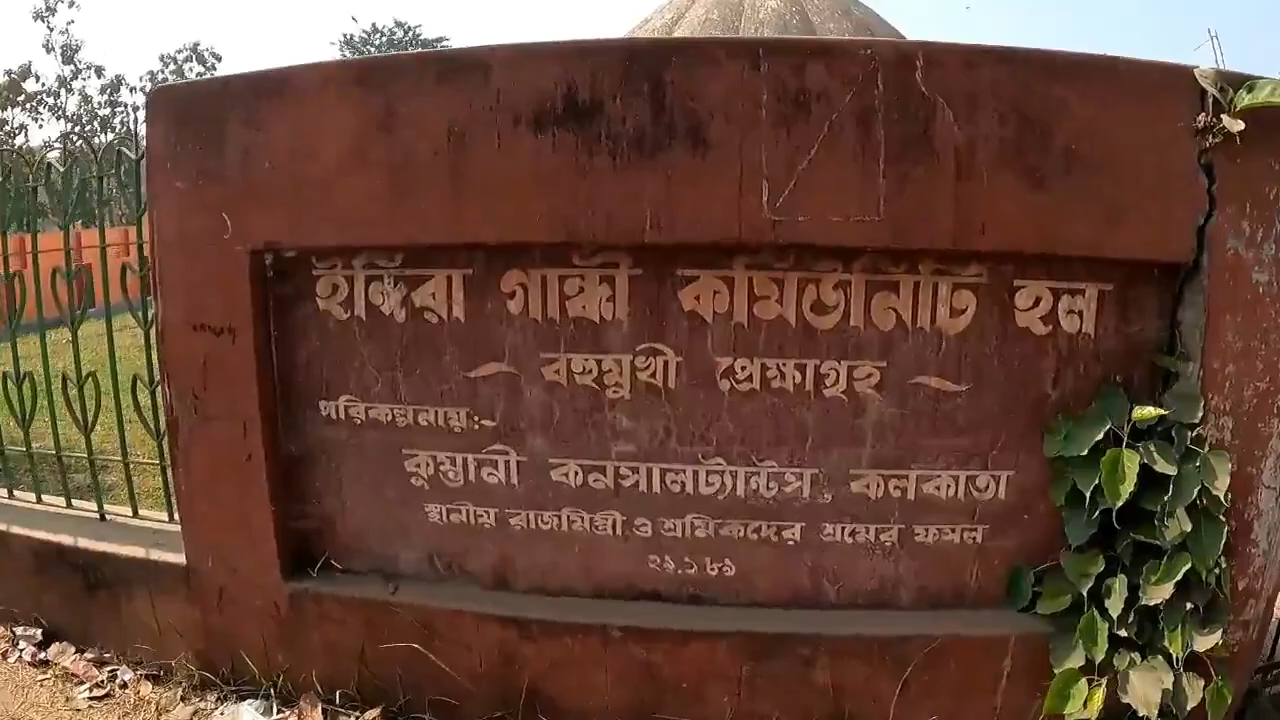 ইন্দিরা গান্ধী কমিউনিটি হল
বহুমুখী প্রেক্ষাগৃহ
পরিকল্পনায়:-
কুম্ভানী কনসালট্যান্টস, কলকাতা
স্থানীয় রাজমিস্ত্রী ও শ্রমিকদের শ্রমের ফসল
২৯.১.৮৯